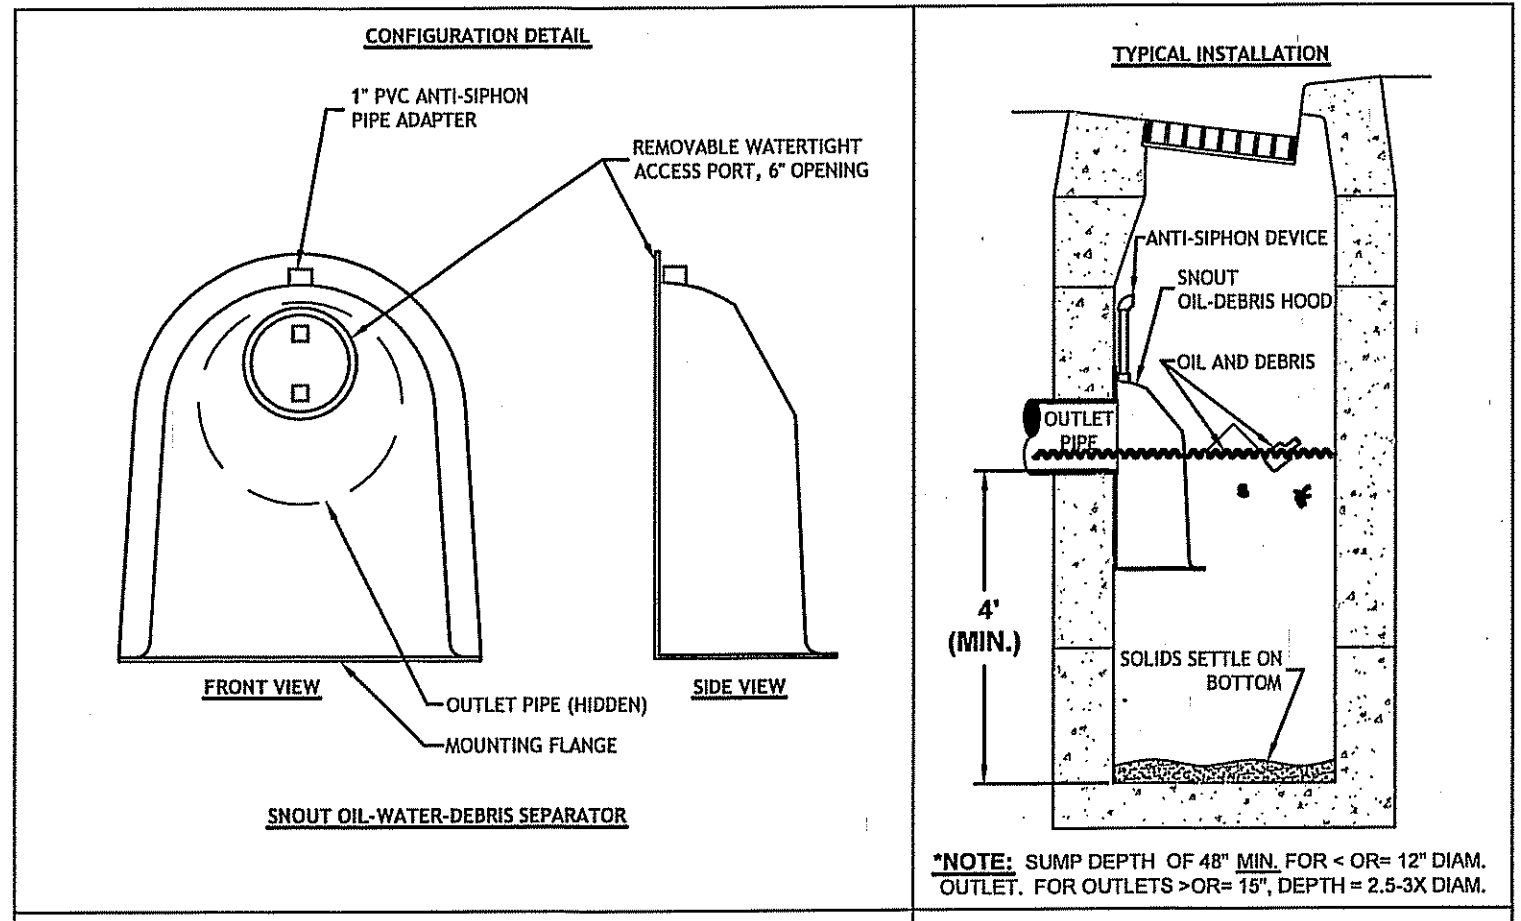 CONFIGURATION DETAIL
1" PVC ANTI-SIPHON
PIPE ADAPTER
REMOVABLE WATERTIGHT
ACCESS PORT, 6" OPENING
FRONT VIEW
SIDE VIEW
OUTLET PIPE (HIDDEN)
MOUNTING FLANGE
SNOUT OIL-WATER-DEBRIS SEPARATOR
TYPICAL INSTALLATION
ANTI-SIPHON DEVICE
SNOUT
OIL-DEBRIS HOOD
OIL AND DEBRIS
OUTLET
PIPE
4'
(MIN.)
SOLIDS SETTLE ON
BOTTOM
*NOTE: SUMP DEPTH OF 48" MIN. FOR < OR= 12" DIAM.
OUTLET. FOR OUTLETS >OR= 15", DEPTH = 2.5-3X DIAM.